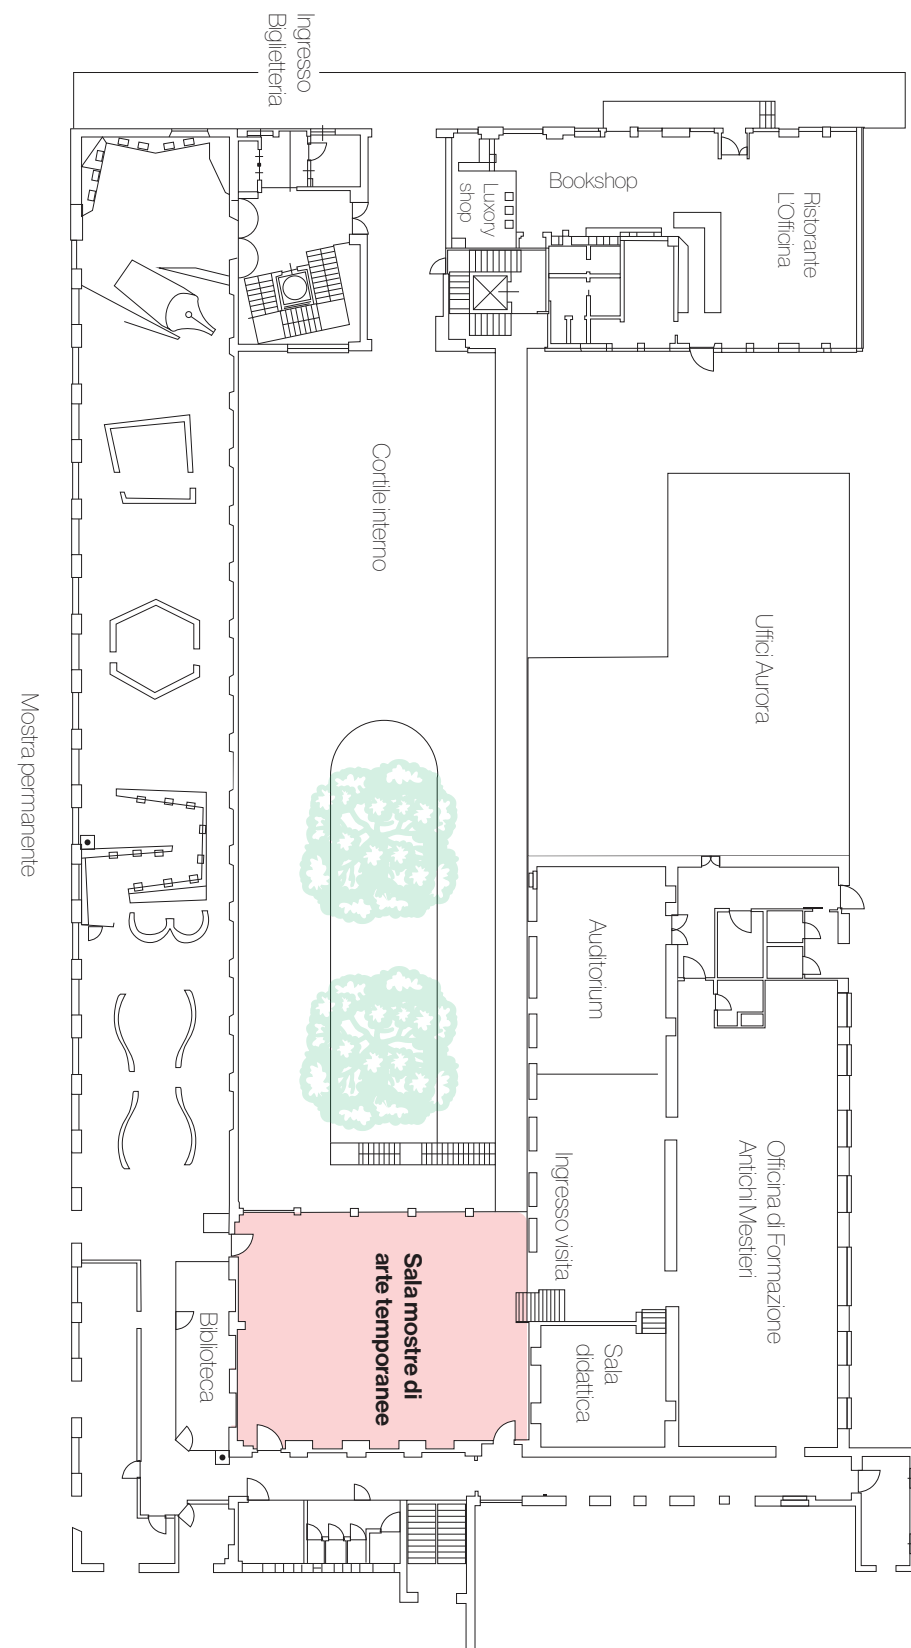 Ingresso
Biglietteria
Bookshop
Luxory
shop
Ristorante
L'Officina
Cortile interno
Uffici Aurora
Mostra permanente
Auditorium
Ingresso visita
Officina di Formazione
Antichi Mestieri
Sala mostre di
arte temporanee
Biblioteca
Sala
didattica